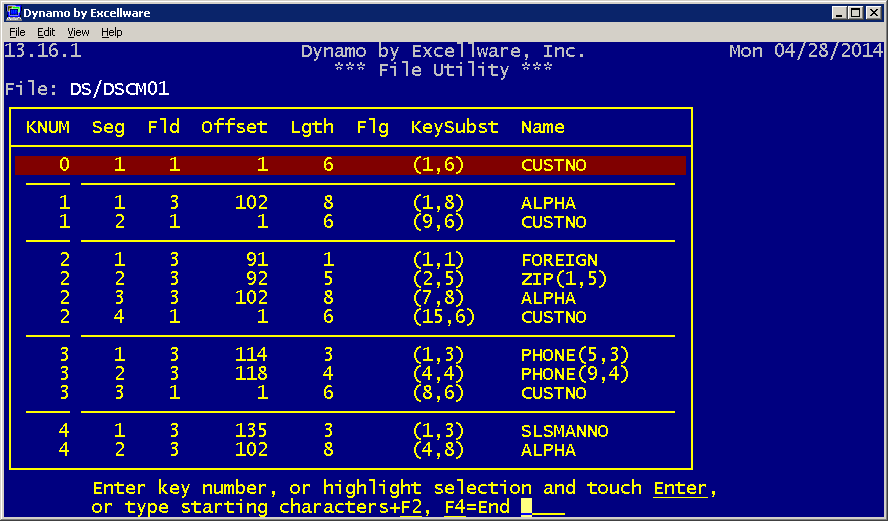 Dynamo by Excellware
File Edit View Help
13.16.1 Dynamo by Excellware, Inc. Mon 04/28/2014
*** File Utility ***
File: DS/DSCM01
KNUM Seg Fld Offset Lgth Flg KeySubst Name
0 1 1 1 6 (1,6) CUSTNO
1 1 3 102 8 (1,8) ALPHA
1 2 1 1 6 (9,6) CUSTNO
2 1 3 91 1 (1,1) FOREIGN
2 2 3 92 5 (2,5) ZIP(1,5)
2 3 3 102 8 (7,8) ALPHA
2 4 1 1 6 (15,6) CUSTNO
3 1 3 114 3 (1,3) PHONE(5,3)
3 2 3 118 4 (4,4) PHONE(9,4)
3 3 1 1 6 (8,6) CUSTNO
4 1 3 135 3 (1,3) SLSMANNO
4 2 3 102 8 (4,8) ALPHA
Enter key number, or highlight selection and touch Enter,
or type starting characters+F2, F4=End